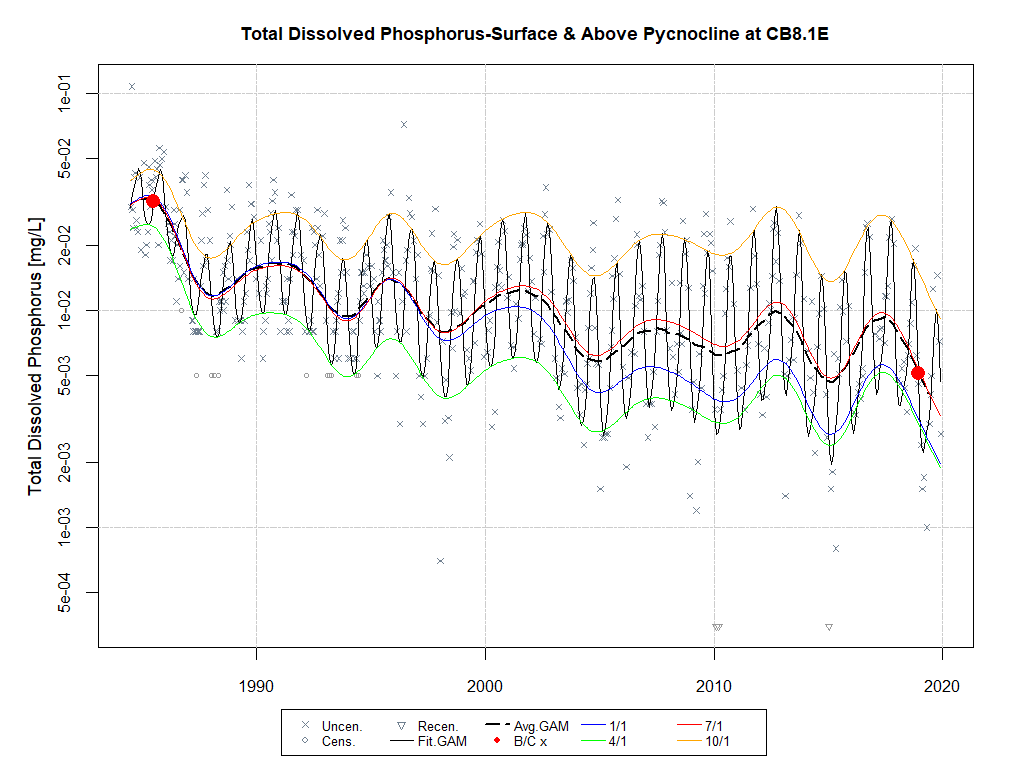 Total Dissolved Phosphorus-Surface & Above Pycnocline at CB8.1E
Total Dissolved Phosphorus [mg/L]
1e-01
5e-02
2e-02
1e-02
5e-03
2e-03
1e-03
5e-04
1990 2000 2010 2020
Uncen. Recen. Avg.GAM 1/1 7/1
Cens. Fit.GAM B/C x 4/1 10/1